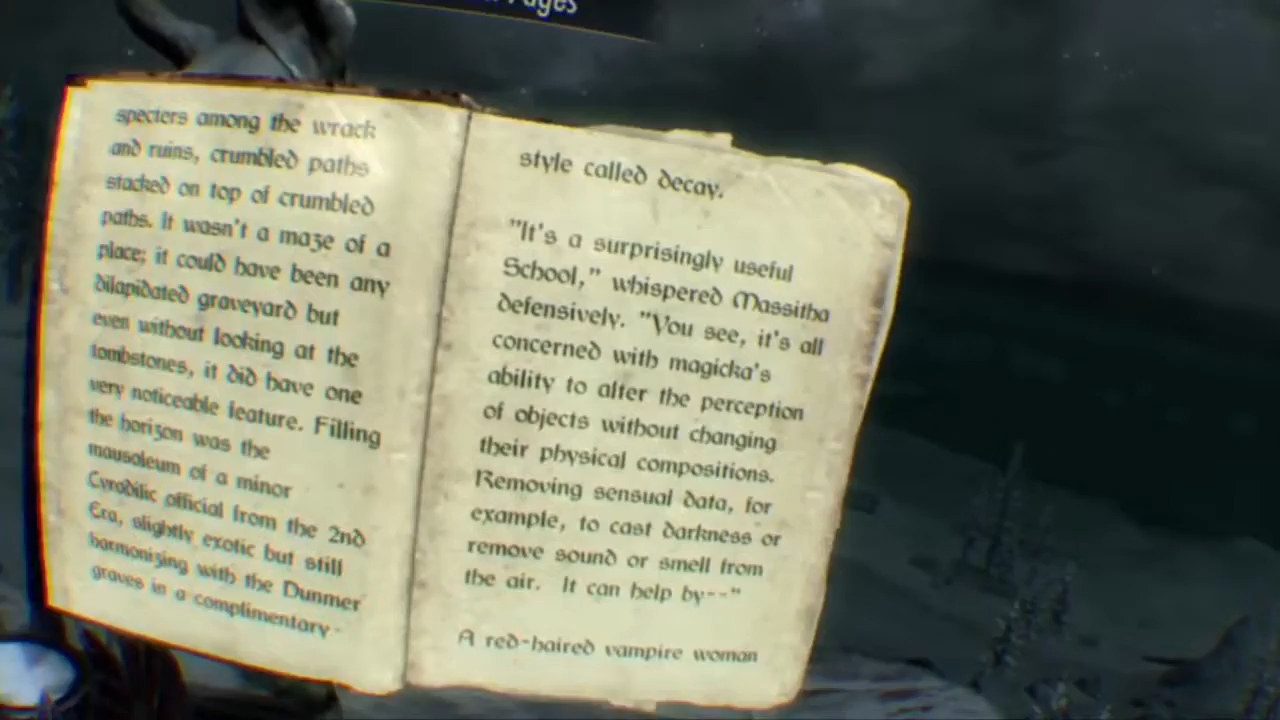 Pages
specters among the wrack
and ruins, crumbled paths
stacked on top of crumbled
paths. It wasn't a maze of a
place; it could have been any
dilapidated graveyard but
even without looking at the
tombstones, it did have one
very noticeable feature. Filling
the horizon was the
mausoleum of a minor
Cyrodilic official from the 2nd
Era, slightly exotic but still
harmonizing with the Dunmer
graves in a complimentary
style called decay.
"It's a surprisingly useful
School," whispered Massitha
defensively. "You see, it's all
concerned with magicka's
ability to alter the perception
of objects without changing
their physical compositions.
Removing sensual data, for
example, to cast darkness or
remove sound or smell from
the air. It can help by--"
A red-haired vampire woman